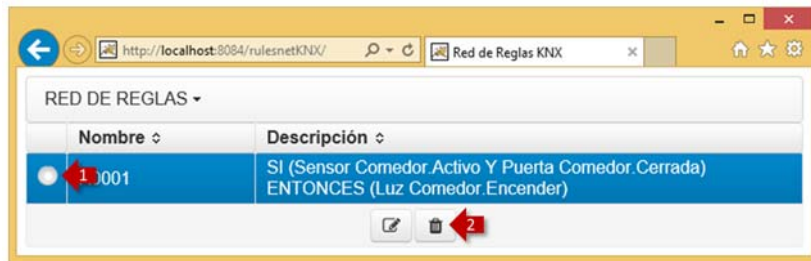 http://localhost:8084/rulesnetKNX/
Red de Reglas KNX
RED DE REGLAS
Nombre Descripción
1 0001 SI (Sensor Comedor.Activo Y Puerta Comedor.Cerrada)
ENTONCES (Luz Comedor.Encender)
2